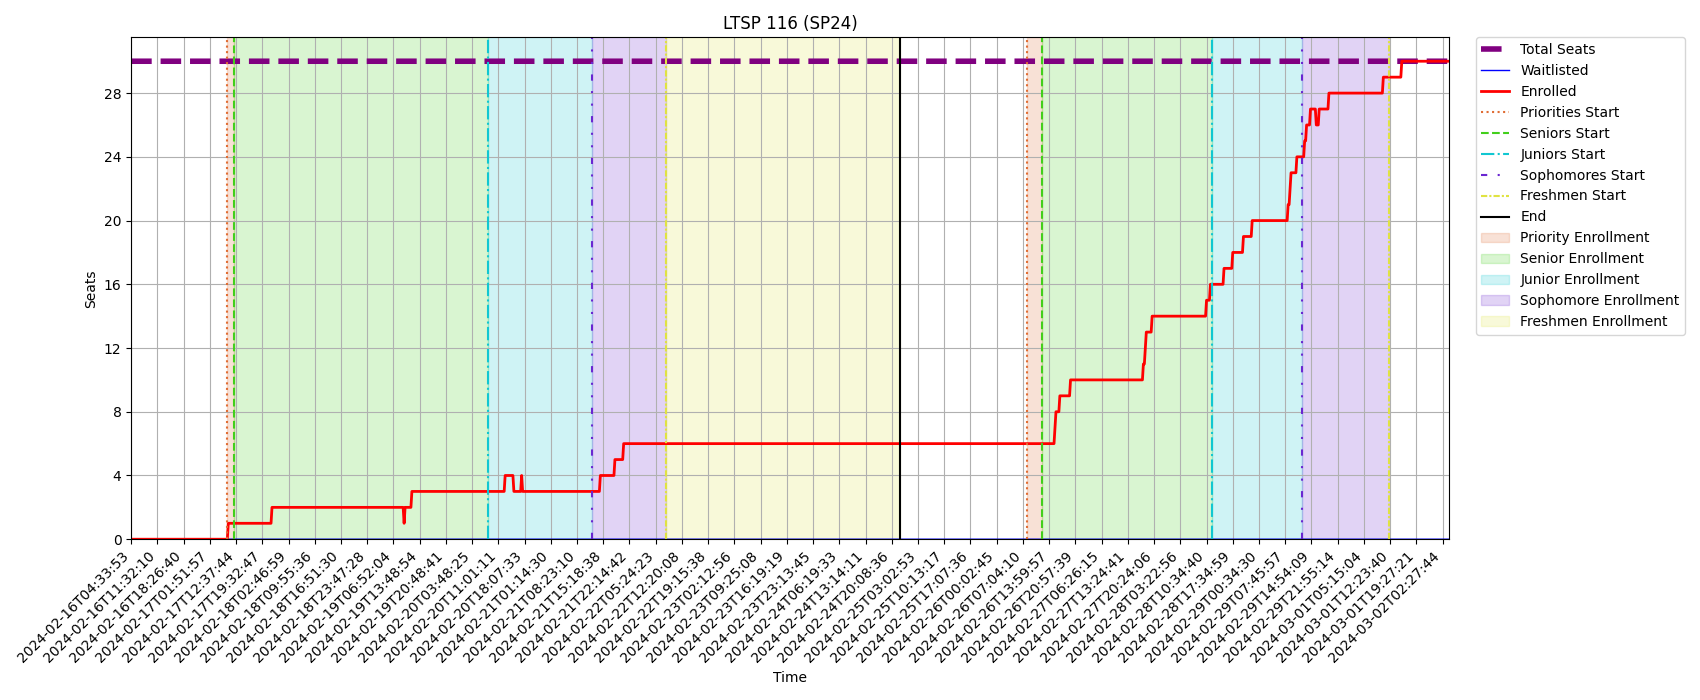 LTSP 116 (SP24)
Seats
28
24
20
16
12
8
4
0
2024-02-16T04:33:53
2024-02-16T11:32:10
2024-02-16T18:26:40
2024-02-17T01:51:57
2024-02-17T12:37:44
2024-02-17T19:32:47
2024-02-18T02:46:59
2024-02-18T09:55:36
2024-02-18T16:51:30
2024-02-18T23:47:28
2024-02-19T06:52:04
2024-02-19T13:48:54
2024-02-19T20:48:41
2024-02-20T03:48:25
2024-02-20T11:01:11
2024-02-20T18:07:33
2024-02-21T01:14:30
2024-02-21T08:23:10
2024-02-21T15:18:38
2024-02-21T22:14:42
2024-02-22T05:24:23
2024-02-22T12:20:08
2024-02-22T19:15:38
2024-02-23T02:12:56
2024-02-23T09:25:08
2024-02-23T16:19:19
2024-02-23T23:13:45
2024-02-24T06:19:33
2024-02-24T13:14:11
2024-02-24T20:08:36
2024-02-25T03:02:53
2024-02-25T10:13:17
2024-02-25T17:07:36
2024-02-26T00:02:45
2024-02-26T07:04:10
2024-02-26T13:59:57
2024-02-26T20:57:39
2024-02-27T06:26:15
2024-02-27T13:24:41
2024-02-27T20:24:06
2024-02-28T03:22:56
2024-02-28T10:34:40
2024-02-28T17:34:59
2024-02-29T00:34:30
2024-02-29T07:45:57
2024-02-29T14:54:09
2024-02-29T21:55:14
2024-03-01T05:15:04
2024-03-01T12:23:40
2024-03-01T19:27:21
2024-03-02T02:27:44
Time
Total Seats
Waitlisted
Enrolled
Priorities Start
Seniors Start
Juniors Start
Sophomores Start
Freshmen Start
End
Priority Enrollment
Senior Enrollment
Junior Enrollment
Sophomore Enrollment
Freshmen Enrollment